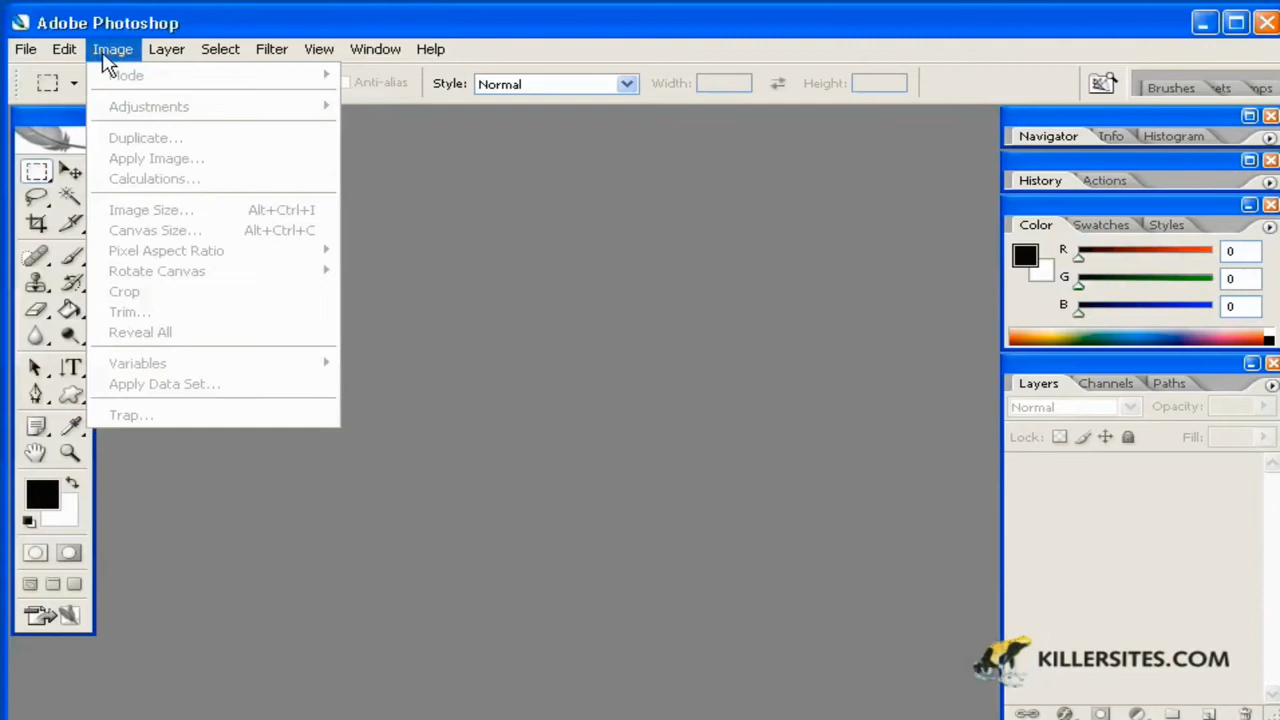 Adobe Photoshop
File Edit Image Layer Select Filter View Window Help
Anti-alias Style: Normal Width: Height: Brushes
Mode
Adjustments
Duplicate...
Apply Image...
Calculations...
Image Size... Alt+Ctrl+I
Canvas Size... Alt+Ctrl+C
Pixel Aspect Ratio
Rotate Canvas
Crop
Trim...
Reveal All
Variables
Apply Data Set...
Trap...
Navigator Info Histogram
History Actions
Color Swatches Styles
R 0
G 0
B 0
Layers Channels Paths
Normal Opacity:
Lock: Fill:
KILLERSITES.COM